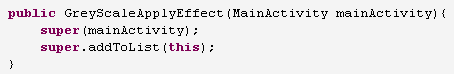 public GreyScaleApplyEffect(MainActivity mainActivity){
super(mainActivity);
super.addToList(this);
}